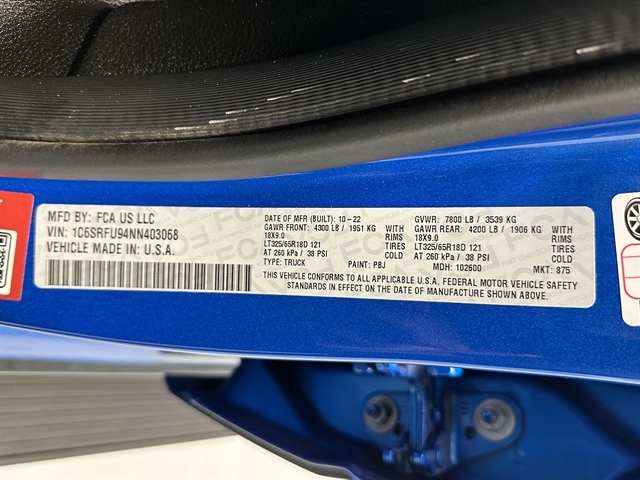 MFD BY: FCA US LLC
VIN: 1C6SRFU94NN403068
VEHICLE MADE IN U.S.A.
DATE OF MFR (BUILT): 10-22 GVWR: 7800 LB / 3539 KG
GAWR FRONT: 4300 LB / 1951 KG WITH GAWR REAR: 4200 LB / 1906 KG WITH
18X9.0 RIMS 18X9.0 RIMS
LT325/65R18D 121 TIRES LT325/65R18D 121 TIRES
AT 260 kPa / 38 PSI COLD AT 260 kPa / 38 PSI COLD
TYPE: TRUCK PAINT: PBJ MDH: 102600 MKT: 875
THIS VEHICLE CONFORMS TO ALL APPLICABLE U.S.A. FEDERAL MOTOR VEHICLE SAFETY
STANDARDS IN EFFECT ON THE DATE OF MANUFACTURE SHOWN ABOVE.